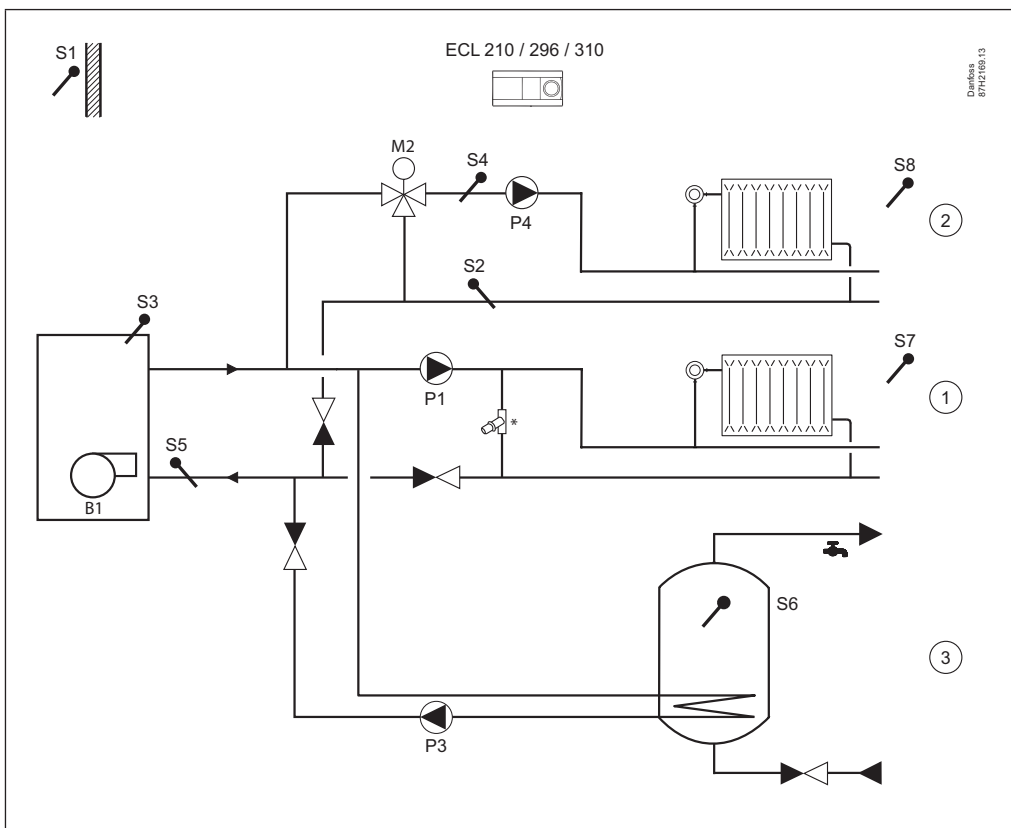 S1
ECL 210 / 296 / 310
Danfoss
87H2169.13
M2
S4
P4
S8
2
S2
S3
P1
S7
*
1
S5
B1
S6
3
P3